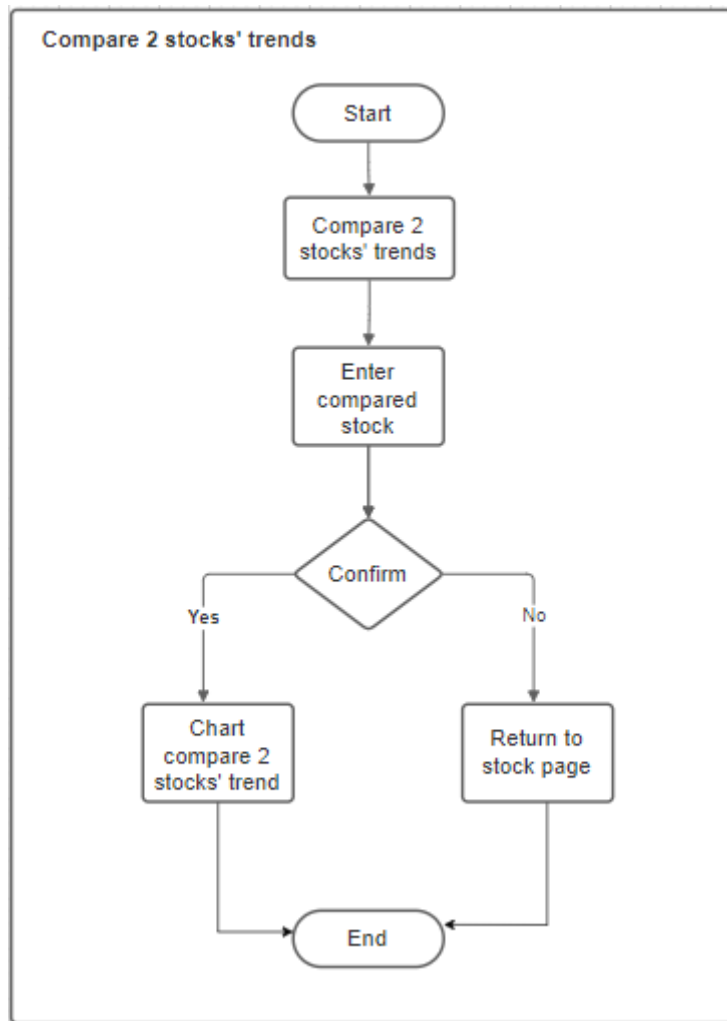 Compare 2 stocks' trends
Start
Compare 2
stocks' trends
Enter
compared
stock
Confirm
Yes
No
Chart
compare 2
stocks' trend
Return to
stock page
End